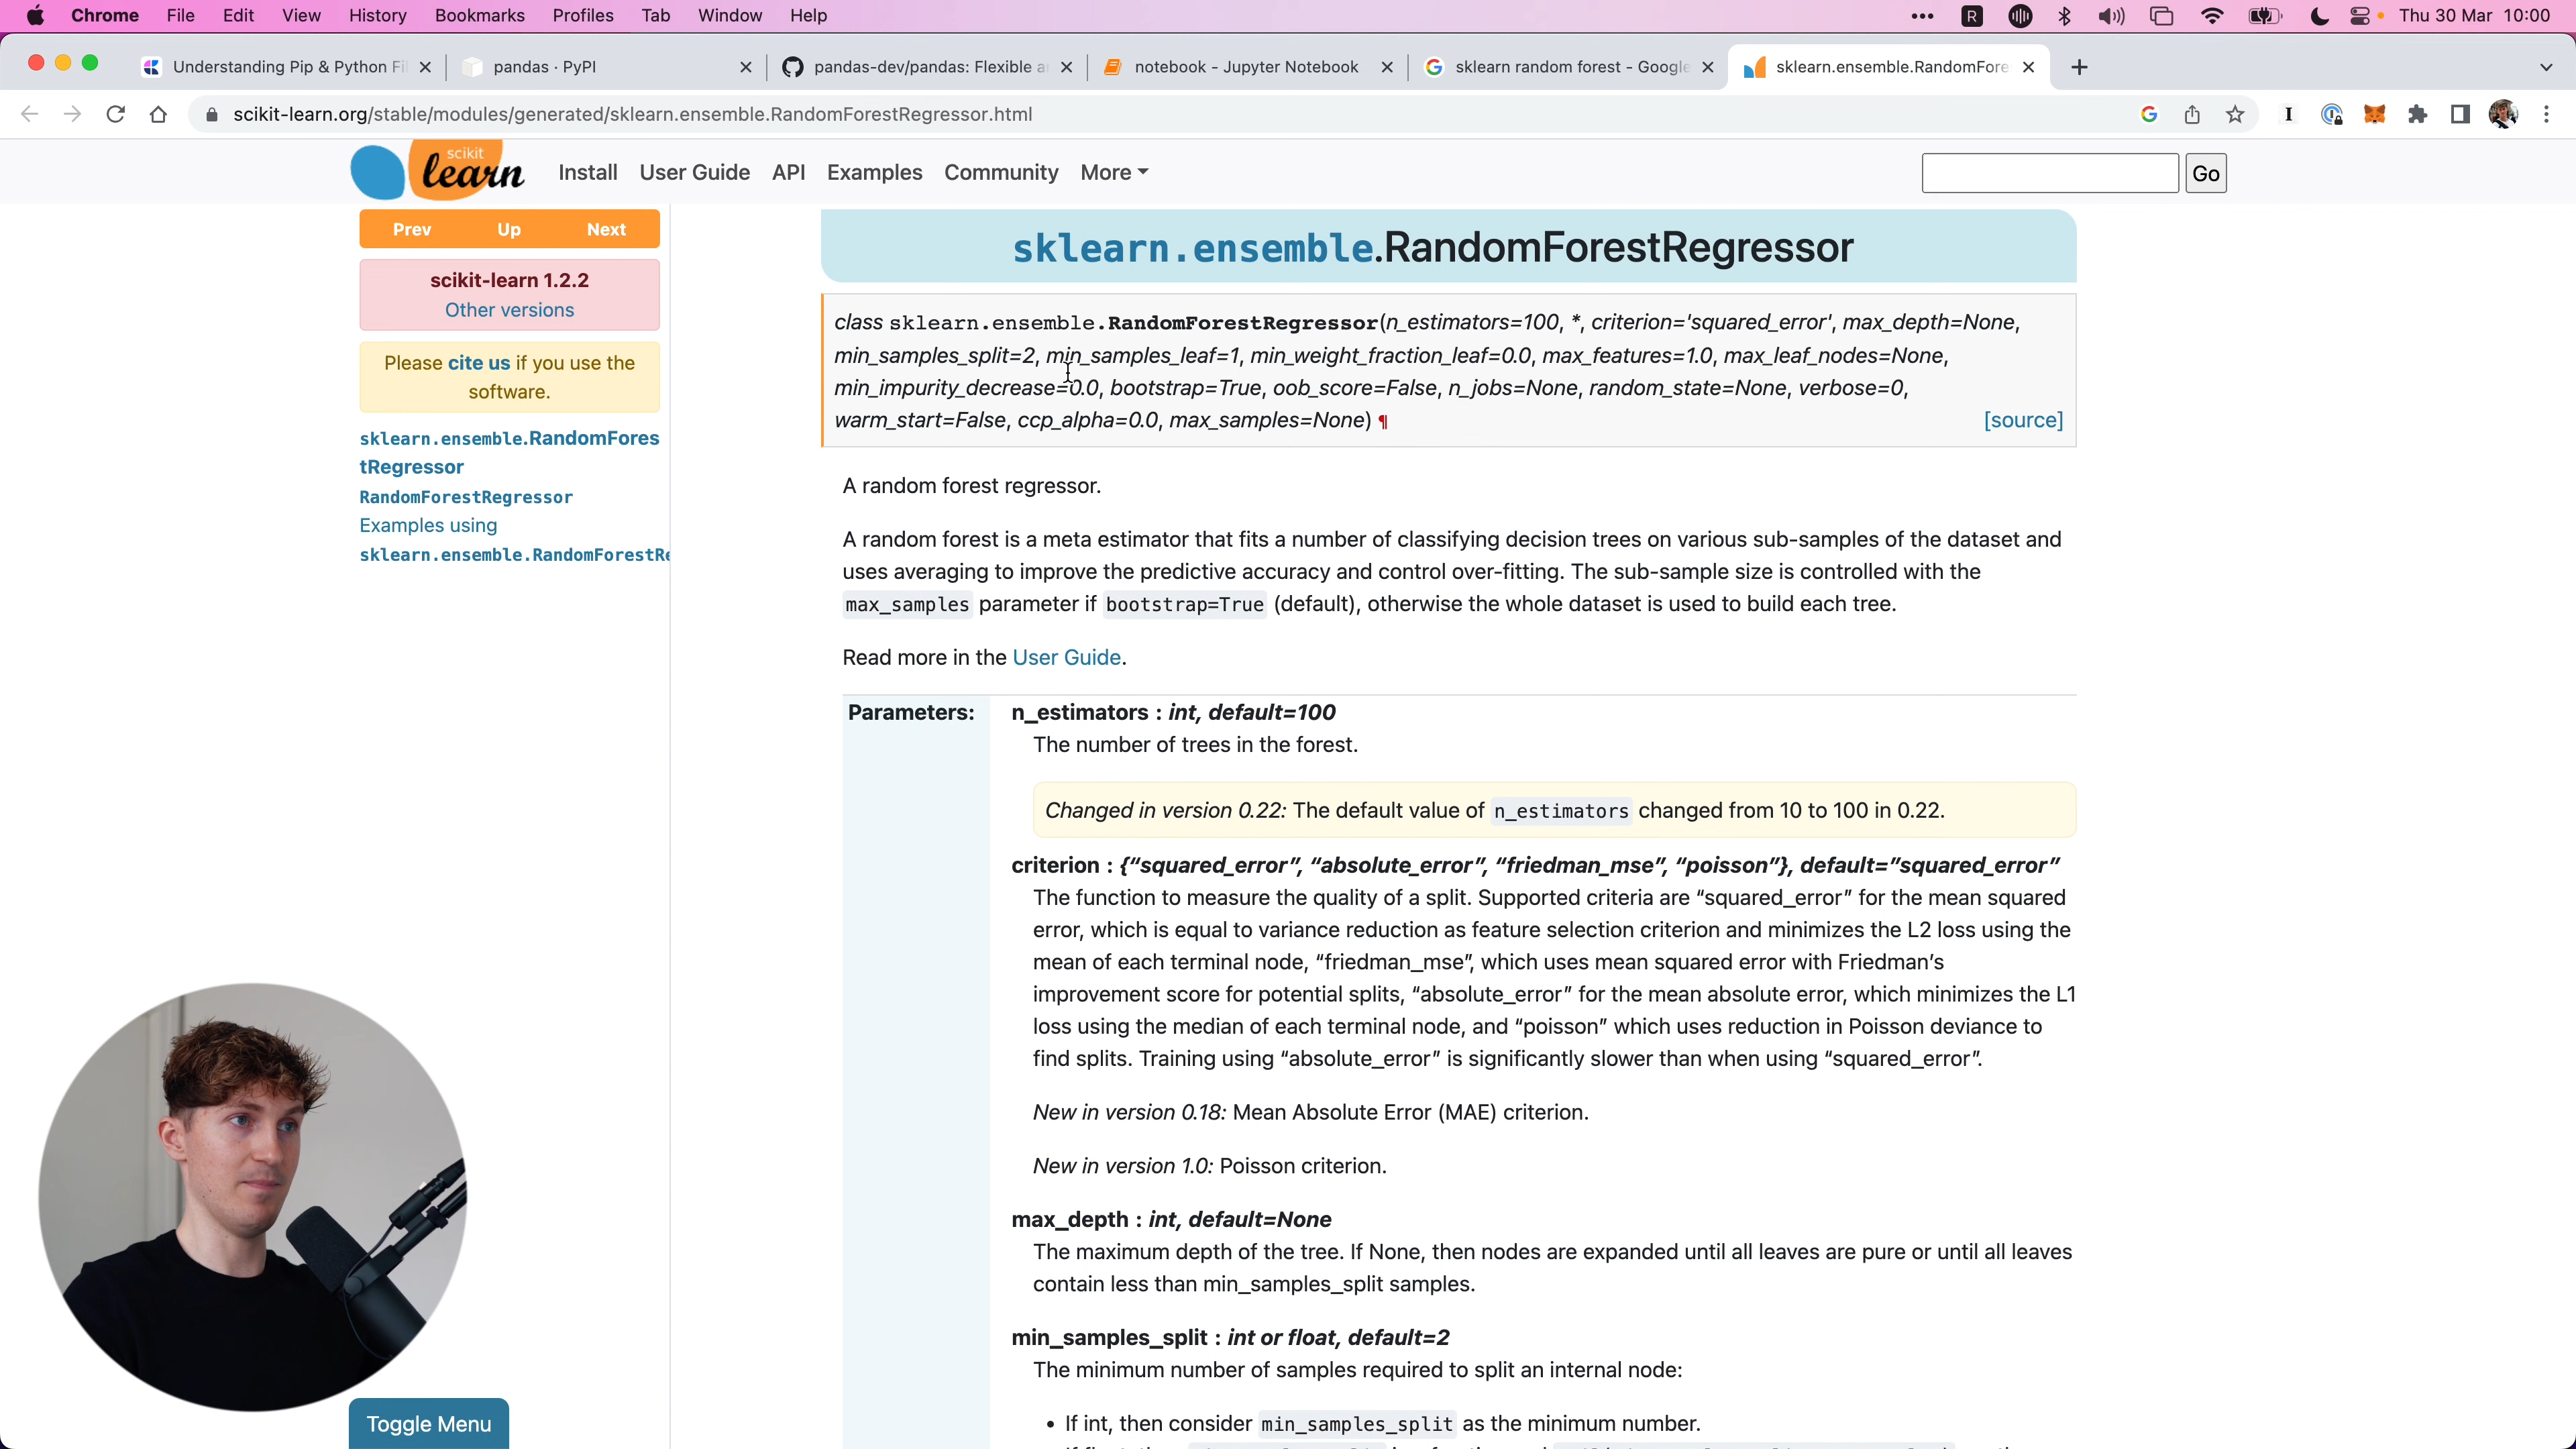 Chrome File Edit View History Bookmarks Profiles Tab Window Help
Thu 30 Mar 10:00
Understanding Pip & Python Fil
pandas · PyPI
pandas-dev/pandas: Flexible a
notebook - Jupyter Notebook
sklearn random forest - Google
sklearn.ensemble.RandomFore
scikit-learn.org/stable/modules/generated/sklearn.ensemble.RandomForestRegressor.html
scikit
learn
Install User Guide API Examples Community More
Go
Prev Up Next
scikit-learn 1.2.2
Other versions
Please cite us if you use the
software.
sklearn.ensemble.RandomFores
tRegressor
RandomForestRegressor
Examples using
sklearn.ensemble.RandomForestRe
sklearn.ensemble.RandomForestRegressor
class sklearn.ensemble.RandomForestRegressor(n_estimators=100, *, criterion='squared_error', max_depth=None,
min_samples_split=2, min_samples_leaf=1, min_weight_fraction_leaf=0.0, max_features=1.0, max_leaf_nodes=None,
min_impurity_decrease=0.0, bootstrap=True, oob_score=False, n_jobs=None, random_state=None, verbose=0,
warm_start=False, ccp_alpha=0.0, max_samples=None) ¶
[source]
A random forest regressor.
A random forest is a meta estimator that fits a number of classifying decision trees on various sub-samples of the dataset and
uses averaging to improve the predictive accuracy and control over-fitting. The sub-sample size is controlled with the
max_samples parameter if bootstrap=True (default), otherwise the whole dataset is used to build each tree.
Read more in the User Guide.
Parameters:
n_estimators : int, default=100
The number of trees in the forest.
Changed in version 0.22: The default value of n_estimators changed from 10 to 100 in 0.22.
criterion : {“squared_error”, “absolute_error”, “friedman_mse”, “poisson”}, default=”squared_error”
The function to measure the quality of a split. Supported criteria are “squared_error” for the mean squared
error, which is equal to variance reduction as feature selection criterion and minimizes the L2 loss using the
mean of each terminal node, “friedman_mse”, which uses mean squared error with Friedman’s
improvement score for potential splits, “absolute_error” for the mean absolute error, which minimizes the L1
loss using the median of each terminal node, and “poisson” which uses reduction in Poisson deviance to
find splits. Training using “absolute_error” is significantly slower than when using “squared_error”.
New in version 0.18: Mean Absolute Error (MAE) criterion.
New in version 1.0: Poisson criterion.
max_depth : int, default=None
The maximum depth of the tree. If None, then nodes are expanded until all leaves are pure or until all leaves
contain less than min_samples_split samples.
min_samples_split : int or float, default=2
The minimum number of samples required to split an internal node:
• If int, then consider min_samples_split as the minimum number.
Toggle Menu